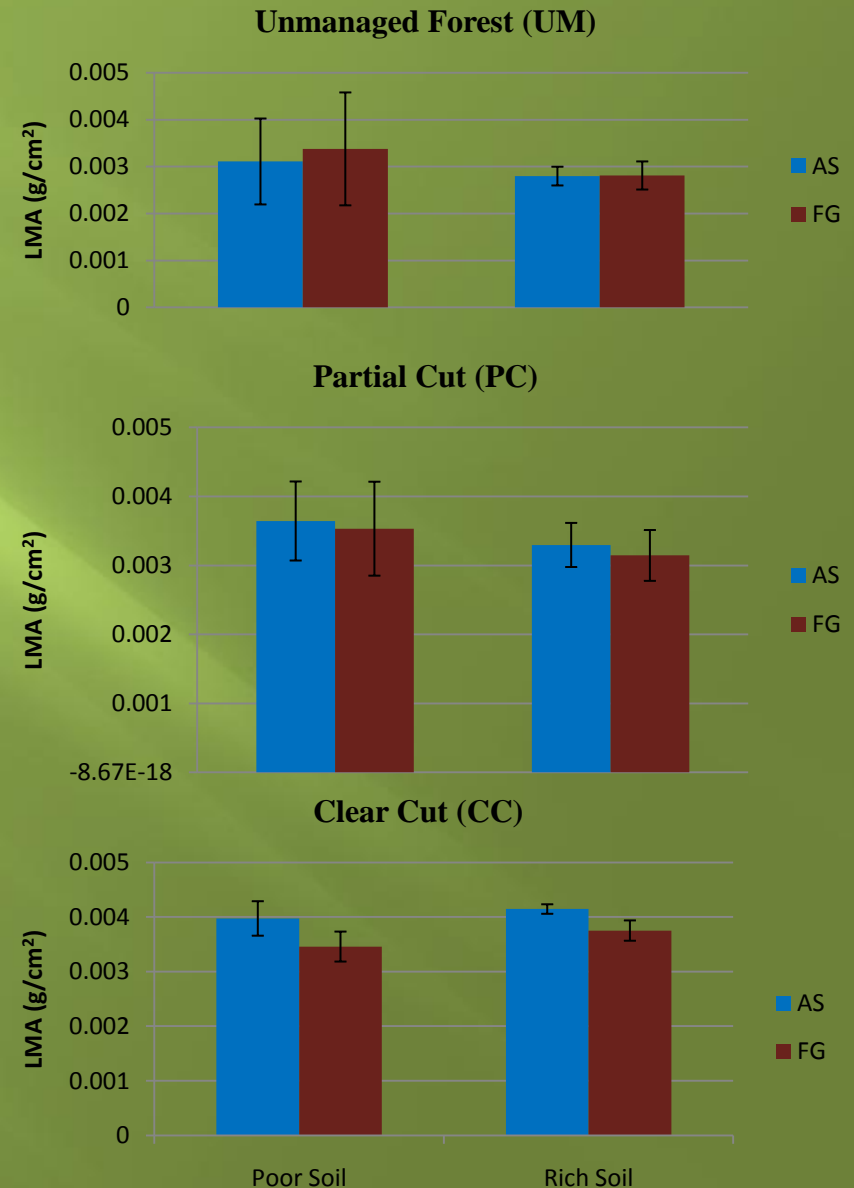 Unmanaged Forest (UM)
0.005
0.004
0.003
0.002
0.001
0
LMA (g/cm²)
AS
FG
Partial Cut (PC)
0.005
0.004
0.003
0.002
0.001
-8.67E-18
LMA (g/cm²)
AS
FG
Clear Cut (CC)
0.005
0.004
0.003
0.002
0.001
0
LMA (g/cm²)
AS
FG
Poor Soil
Rich Soil